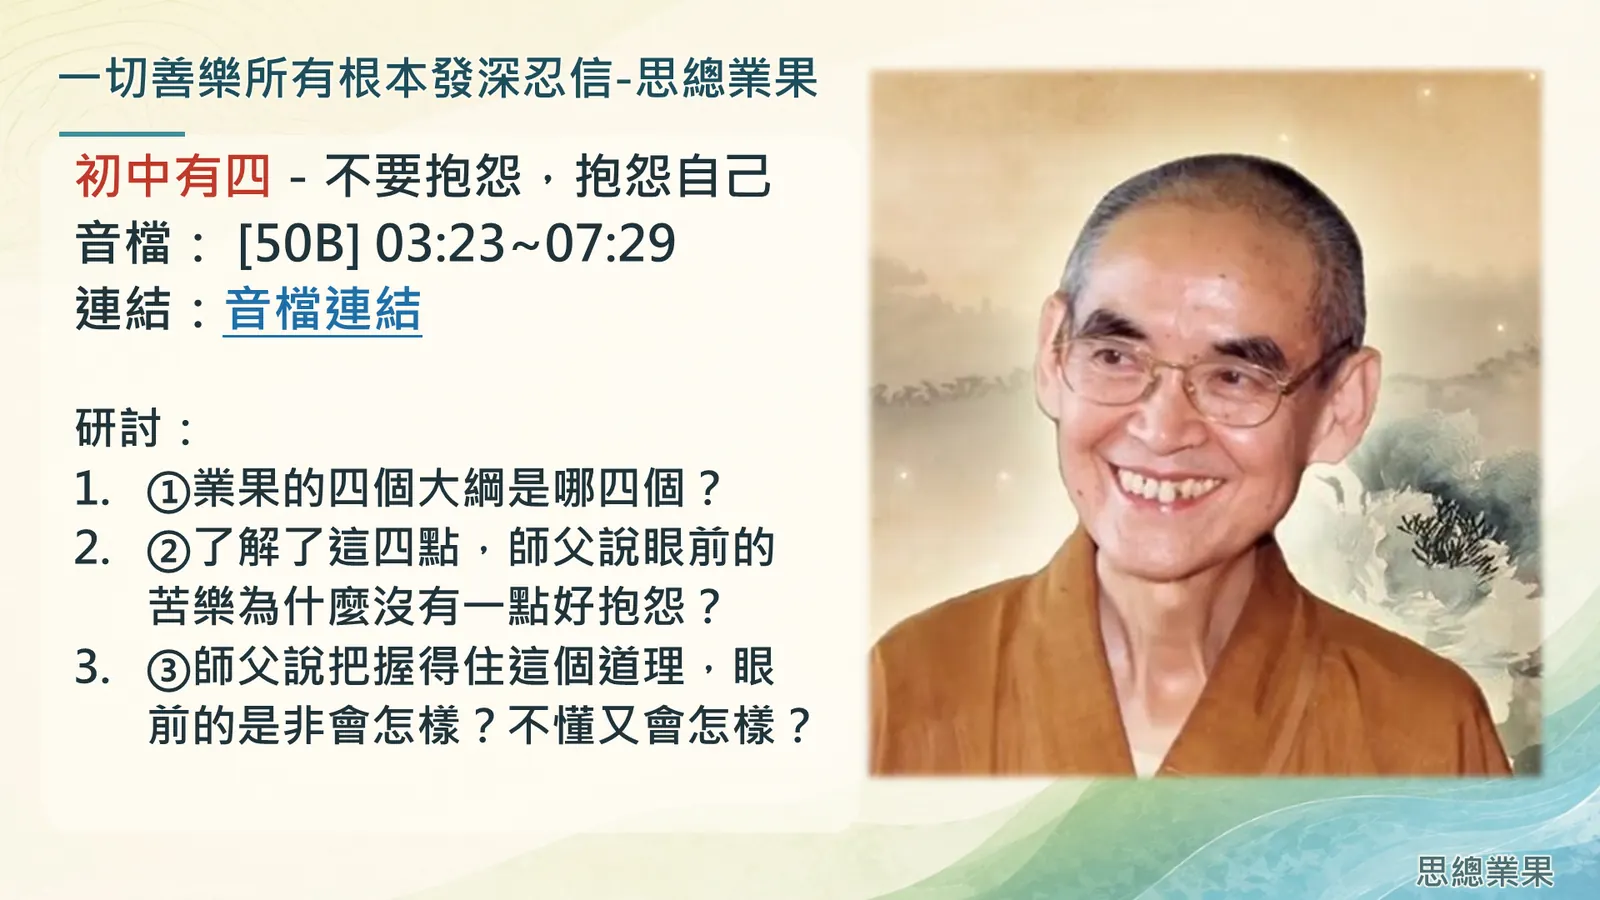 一切善樂所有根本發深忍信-思總業果
初中有四 - 不要抱怨，抱怨自己
音檔： [50B] 03:23~07:29
連結：音檔連結
研討：
1. ①業果的四個大綱是哪四個？
2. ②了解了這四點，師父說眼前的
苦樂為什麼沒有一點好抱怨？
3. ③師父說把握得住這個道理，眼
前的是非會怎樣？不懂又會怎樣？
思總業果